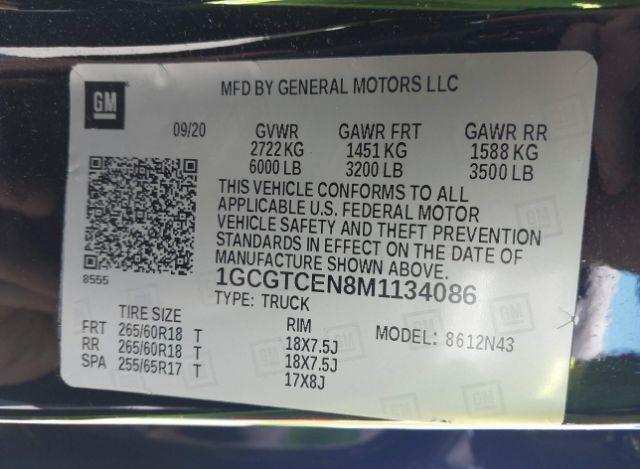 GM
MFD BY GENERAL MOTORS LLC
09/20 GVWR GAWR FRT GAWR RR
2722 KG 1451 KG 1588 KG
6000 LB 3200 LB 3500 LB
THIS VEHICLE CONFORMS TO ALL
APPLICABLE U.S. FEDERAL MOTOR
VEHICLE SAFETY AND THEFT PREVENTION
STANDARDS IN EFFECT ON THE DATE OF
MANUFACTURE SHOWN ABOVE.
8555
1GCGTCEN8M1134086
TYPE: TRUCK
TIRE SIZE RIM MODEL: 8612N43
FRT 265/60R18 T 18X7.5J
RR 265/60R18 T 18X7.5J
SPA 255/65R17 T 17X8J